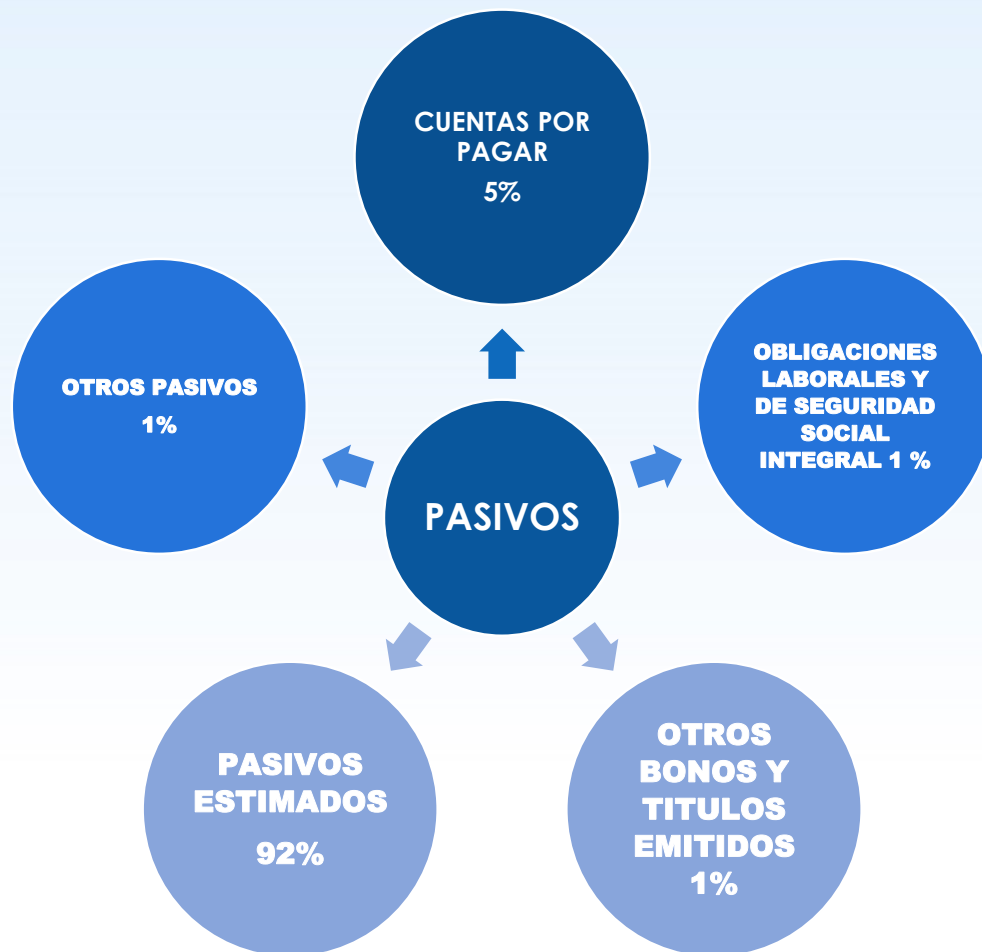 CUENTAS POR
PAGAR
5%
OTROS PASIVOS
1%
OBLIGACIONES
LABORALES Y
DE SEGURIDAD
SOCIAL
INTEGRAL 1 %
PASIVOS
PASIVOS
ESTIMADOS
92%
OTROS
BONOS Y
TITULOS
EMITIDOS
1%